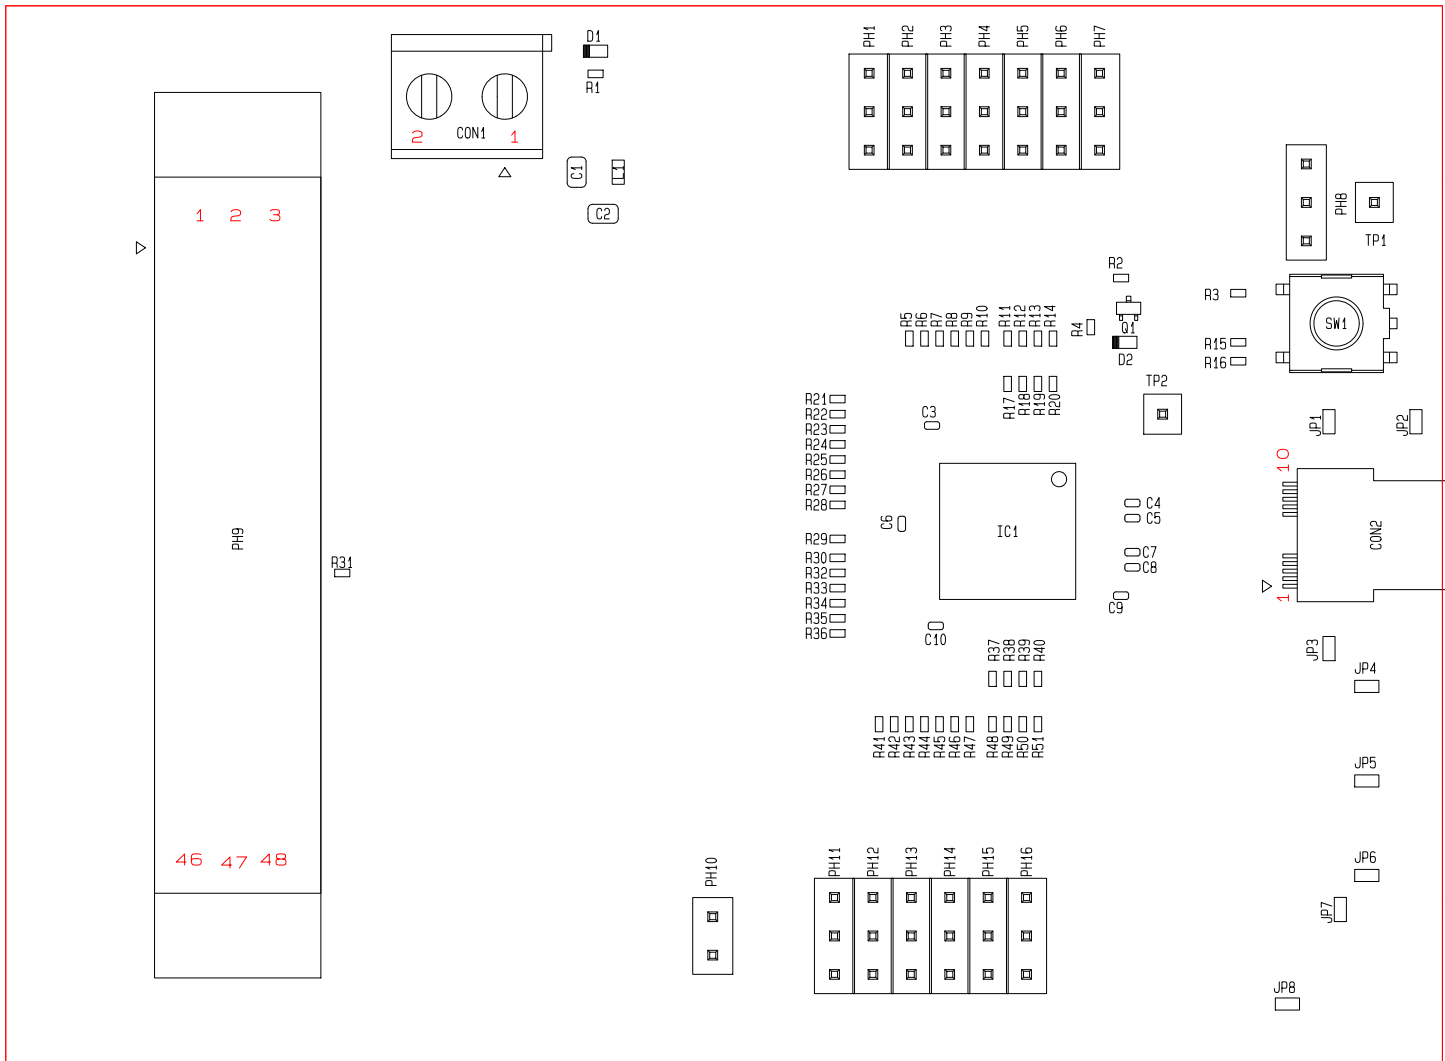 PH1 PH2 PH3 PH4 PH5 PH6 PH7
D1
R1
2 CON1 1
C1 L1
C2
1 2 3
PH8
TP1
R2
R3
SW1
R5 R6 R7 R8 R9 R10 R11 R12 R13 R14
R4
Q1
D2
R15
R16
TP2
R17 R18 R19 R20
R21
R22
R23
R24
R25
R26
R27
R28
C3
JP1 JP2
10
C4
C5
C6
IC1
CON2
PH9
R29
R30
R31
R32
R33
R34
R35
R36
C7
C8
C9
1
C10
R37 R38 R39 R40
JP3
JP4
R41 R42 R43 R44 R45 R46 R47 R48 R49 R50 R51
JP5
46 47 48
PH10
PH11 PH12 PH13 PH14 PH15 PH16
JP6
JP7
JP8